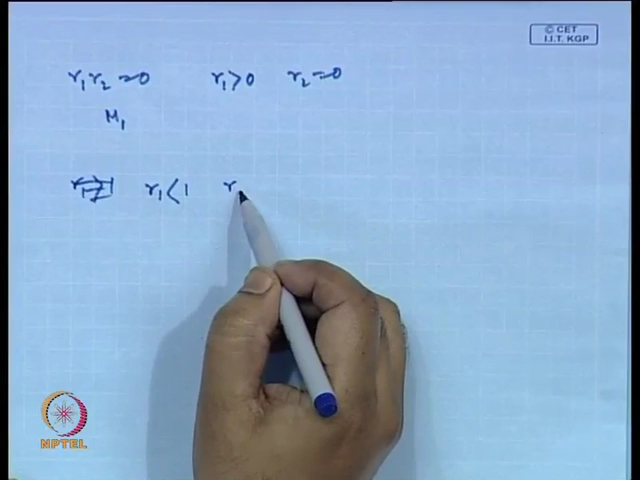 © CET
I.I.T. KGP
r₁r₂ = 0 r₁ > 0 r₂ = 0
M₁
r₁ < 1 r
NPTEL